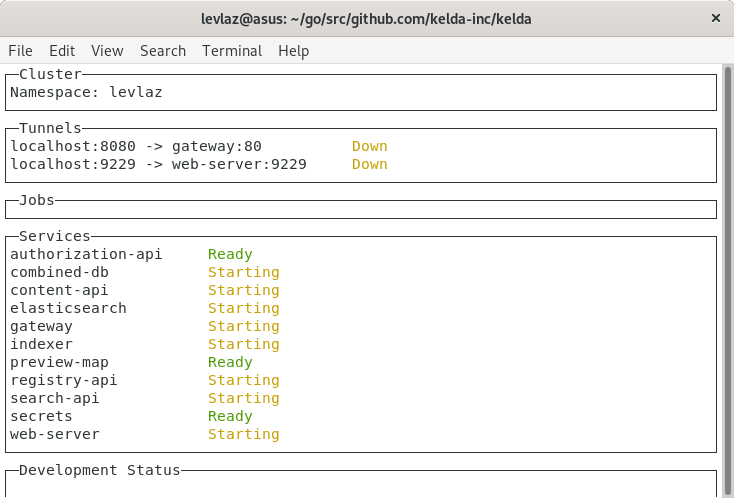 levlaz@asus: ~/go/src/github.com/kelda-inc/kelda
×
File Edit View Search Terminal Help
Cluster
Namespace: levlaz
Tunnels
localhost:8080 -> gateway:80 Down
localhost:9229 -> web-server:9229 Down
Jobs
Services
authorization-api Ready
combined-db Starting
content-api Starting
elasticsearch Starting
gateway Starting
indexer Starting
preview-map Ready
registry-api Starting
search-api Starting
secrets Ready
web-server Starting
Development Status